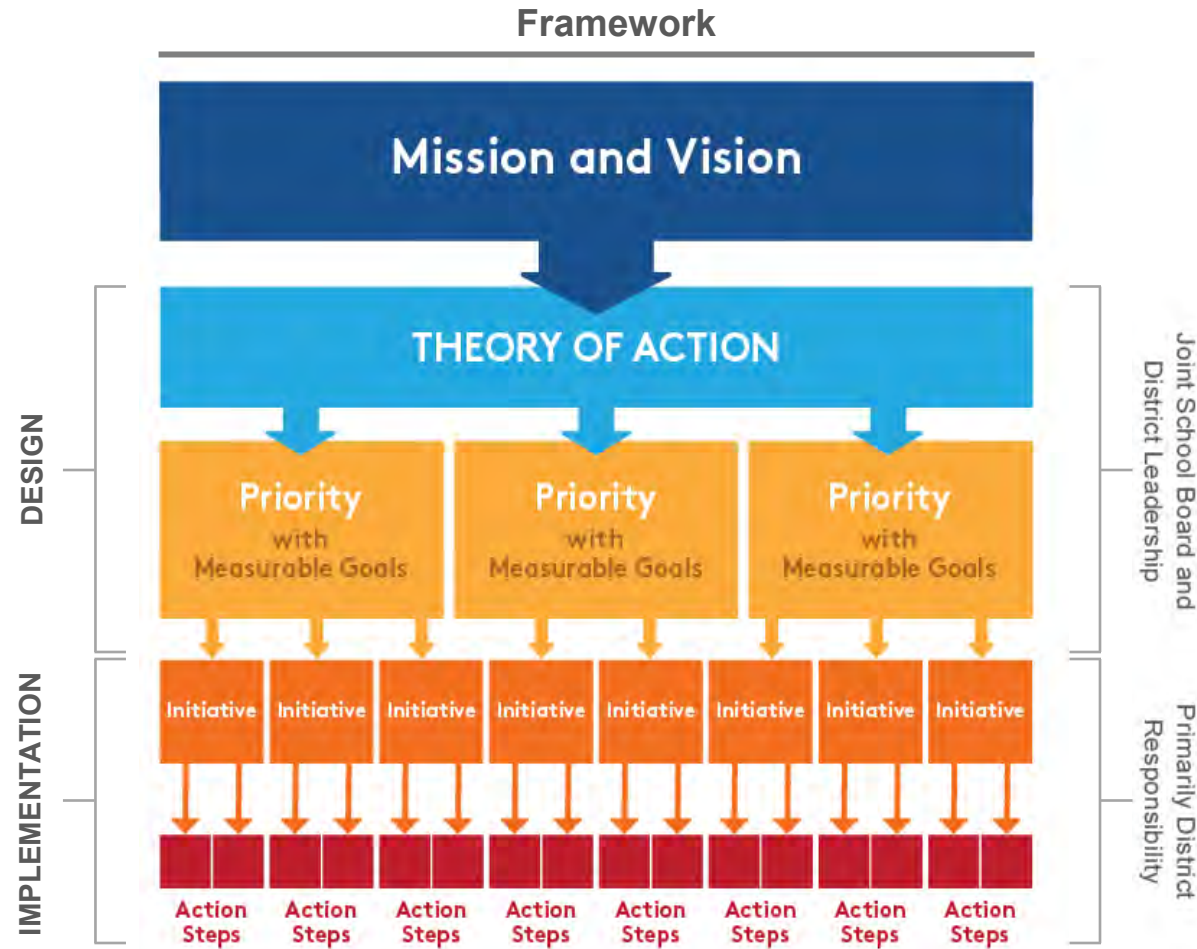 Framework
Mission and Vision
THEORY OF ACTION
DESIGN
Joint School Board and
District Leadership
Priority
with
Measurable Goals
Priority
with
Measurable Goals
Priority
with
Measurable Goals
IMPLEMENTATION
Primarily District
Responsibility
Initiative
Initiative
Initiative
Initiative
Initiative
Initiative
Initiative
Initiative
Action
Steps
Action
Steps
Action
Steps
Action
Steps
Action
Steps
Action
Steps
Action
Steps
Action
Steps